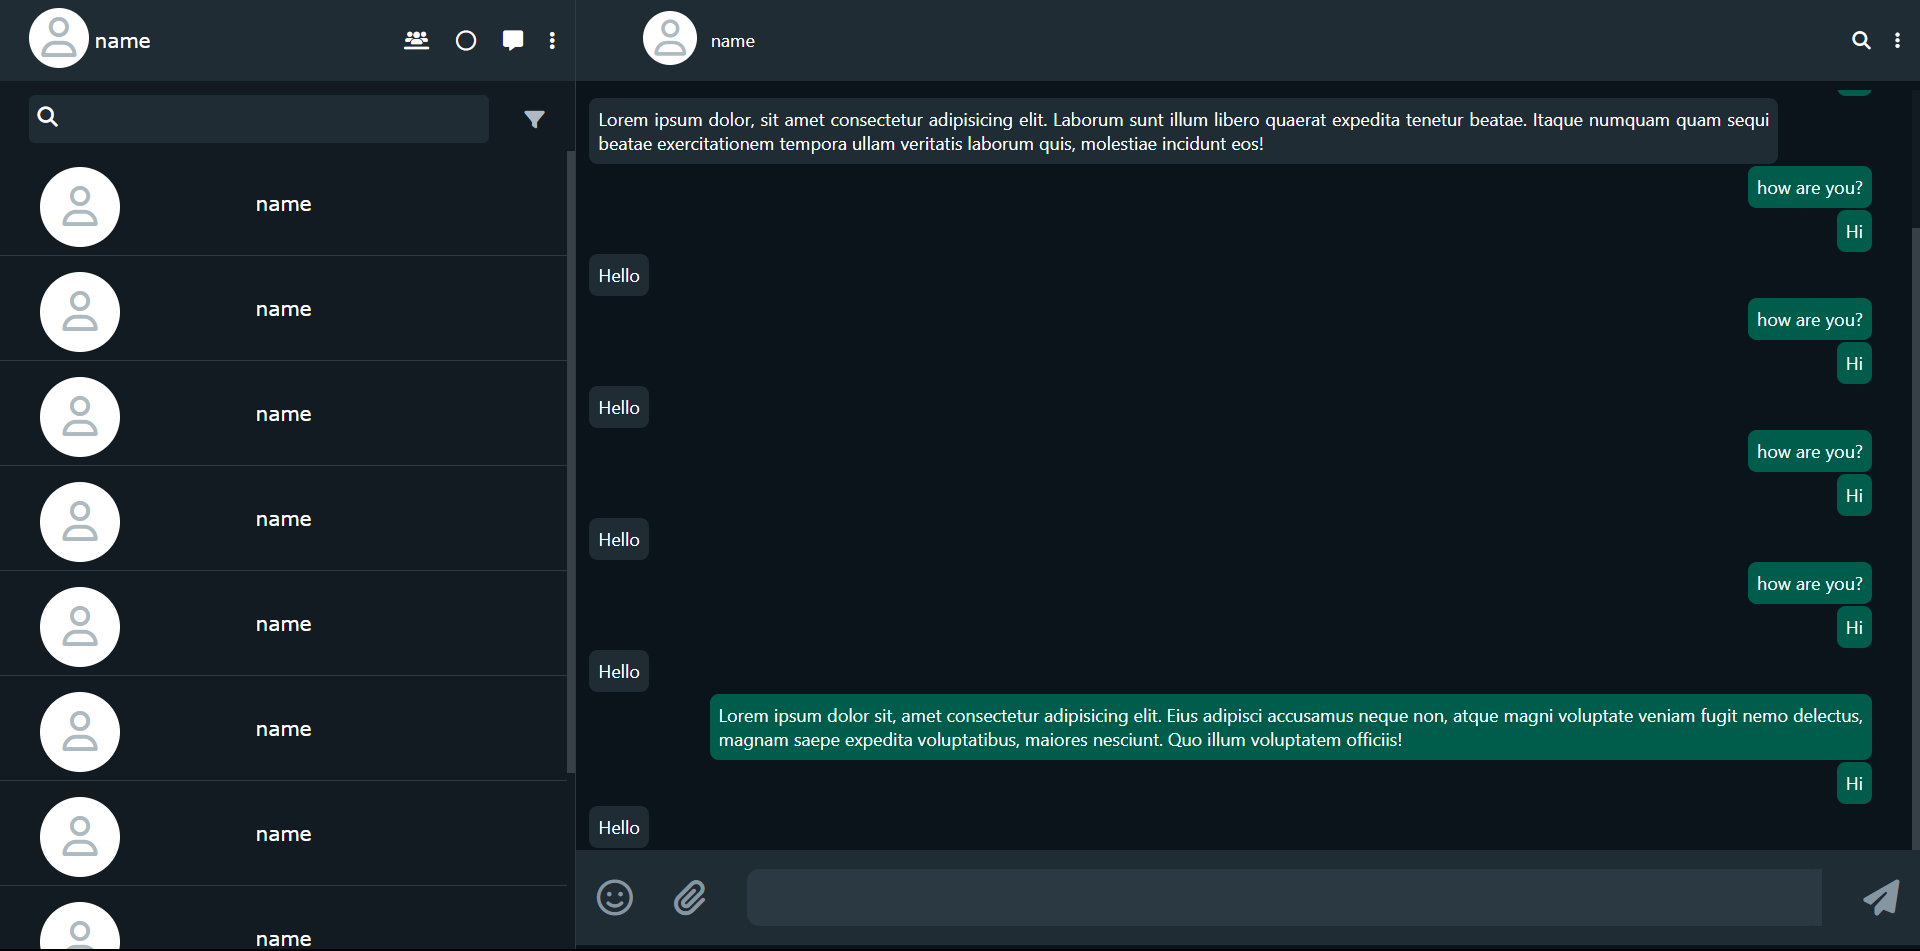 name
name
name
name
name
name
name
name
name
name
Lorem ipsum dolor, sit amet consectetur adipisicing elit. Laborum sunt illum libero quaerat expedita tenetur beatae. Itaque numquam quam sequi
beatae exercitationem tempora ullam veritatis laborum quis, molestiae incidunt eos!
how are you?
Hi
Hello
how are you?
Hi
Hello
how are you?
Hi
Hello
how are you?
Hi
Hello
Lorem ipsum dolor sit, amet consectetur adipisicing elit. Eius adipisci accusamus neque non, atque magni voluptate veniam fugit nemo delectus,
magnam saepe expedita voluptatibus, maiores nesciunt. Quo illum voluptatem officiis!
Hi
Hello